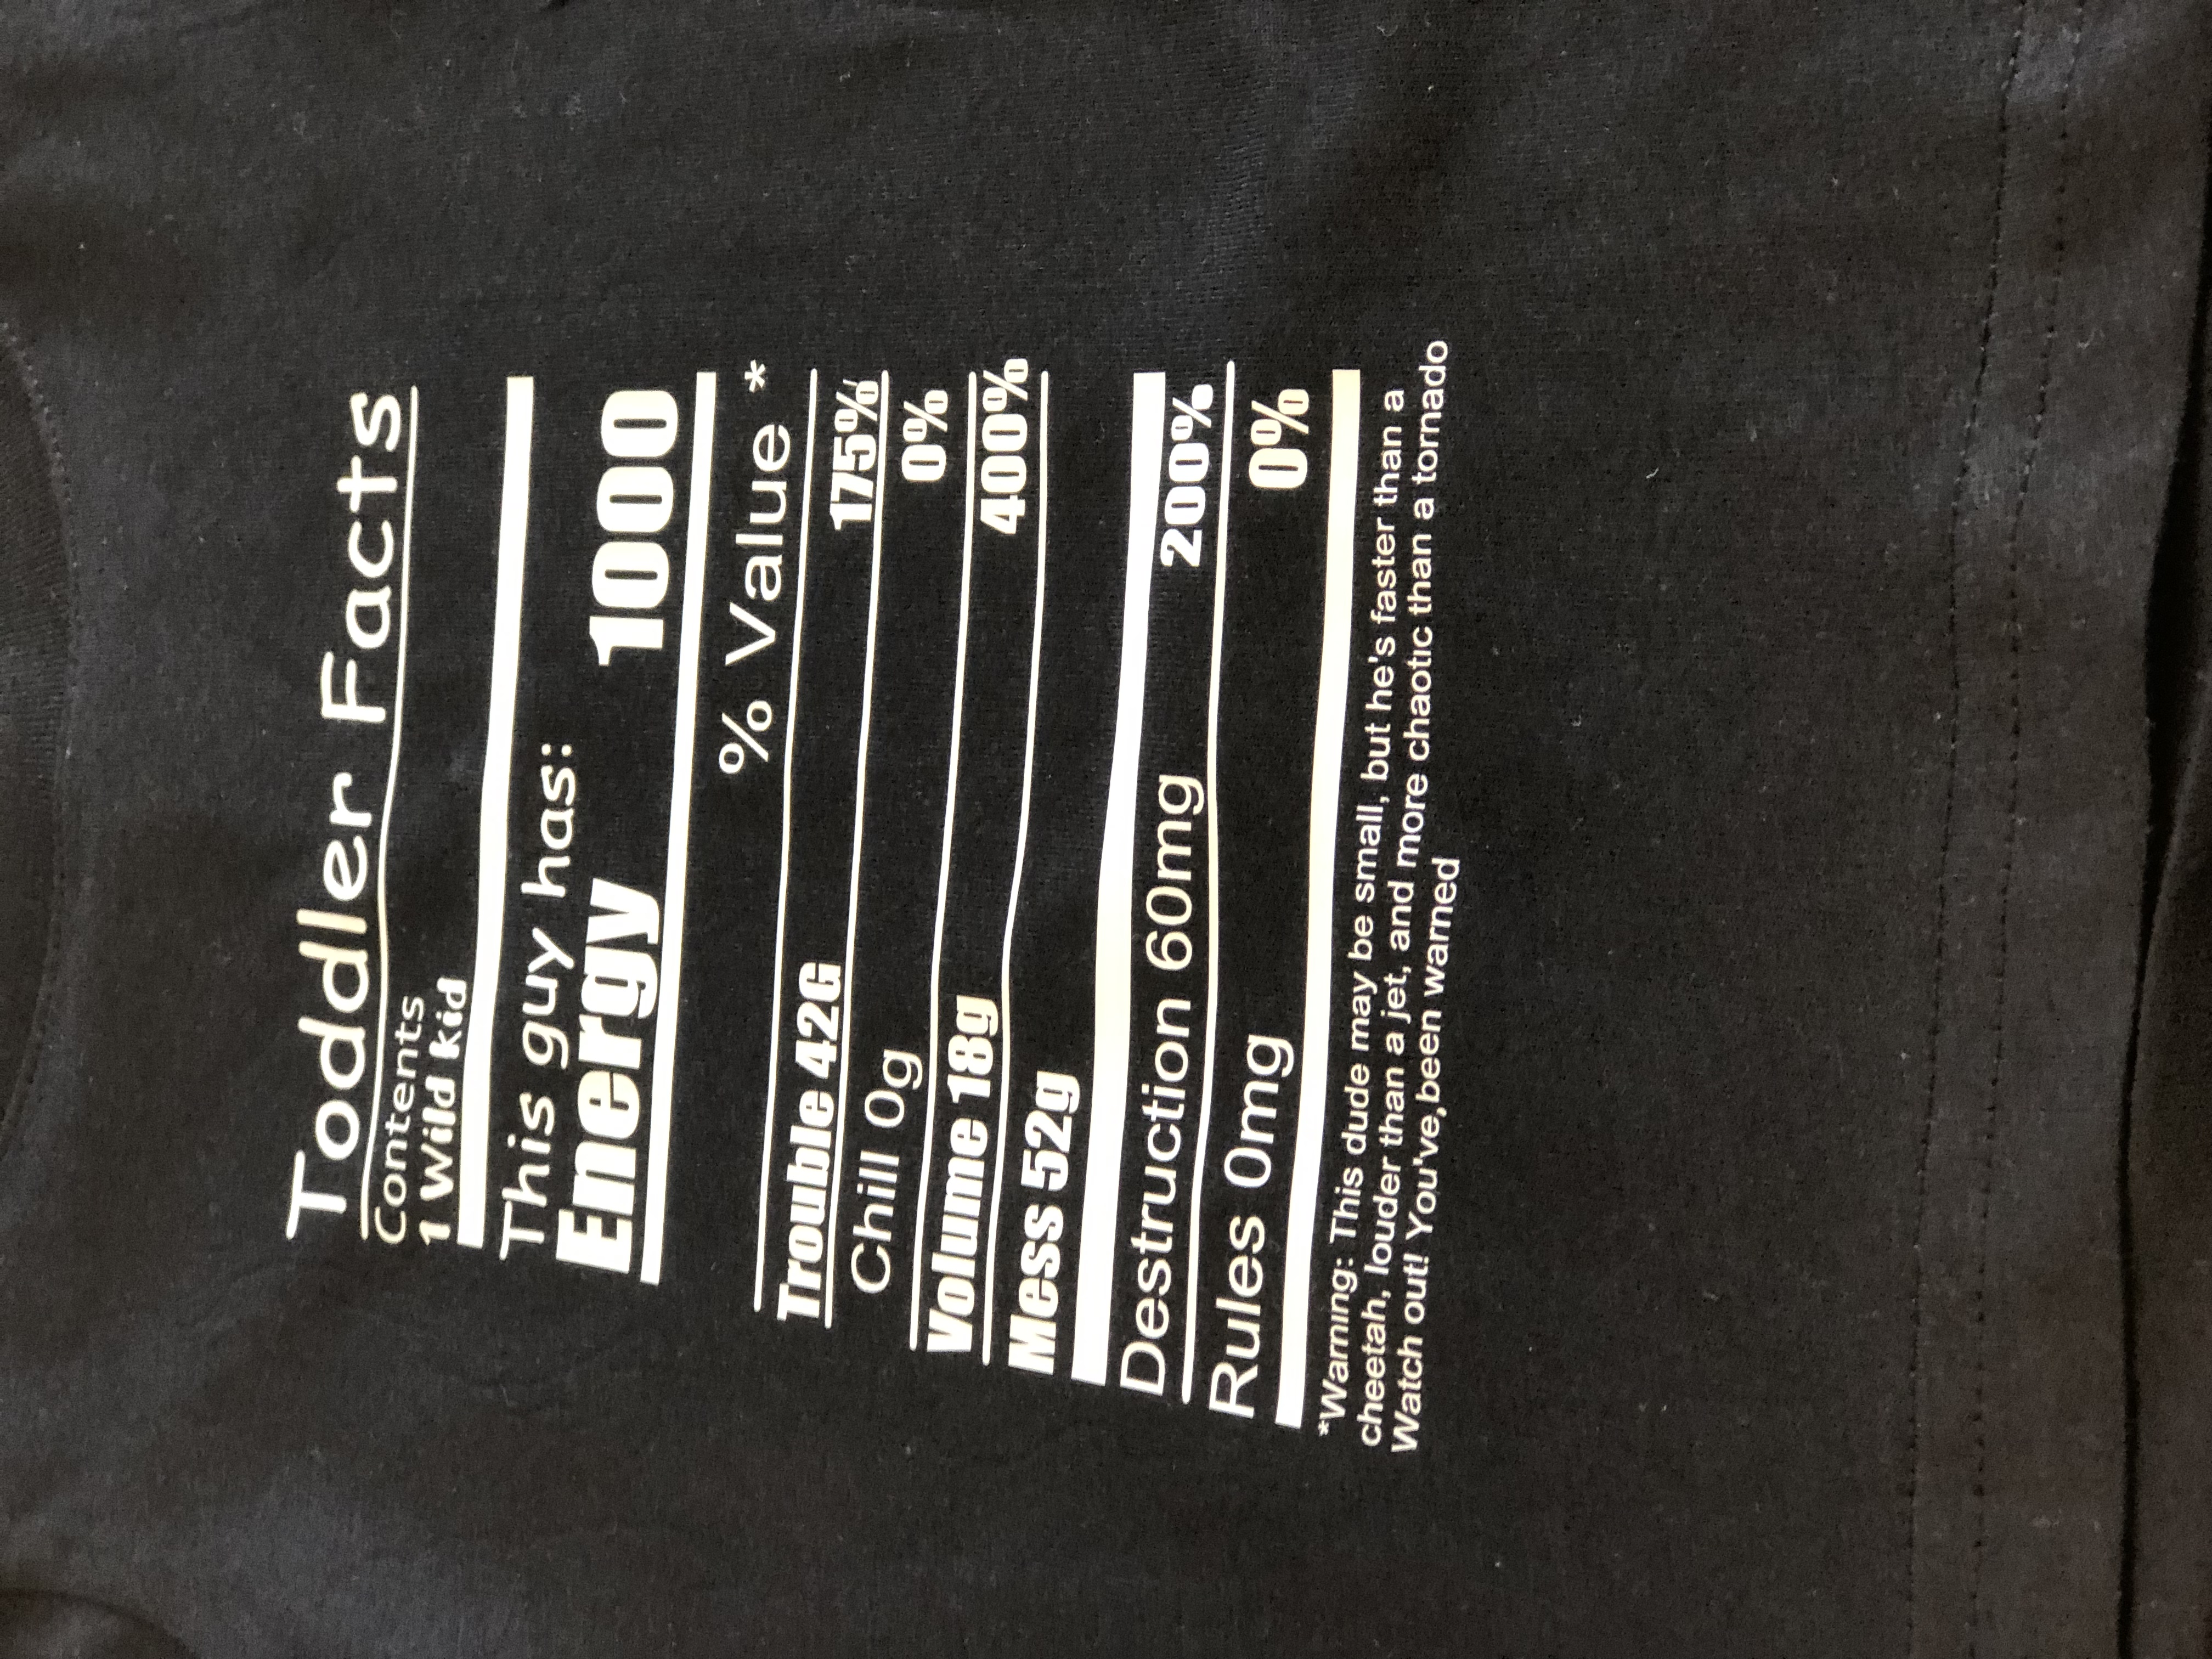 Toddler Facts
Contents
1 Wild kid
This guy has:
Energy 1000
% Value *
Trouble 42G 175%
Chill 0g 0%
Volume 18g 400%
Mess 52g
Destruction 60mg 200%
Rules 0mg 0%
*Warning: This dude may be small, but he's faster than a
cheetah, louder than a jet, and more chaotic than a tornado
Watch out! You've,been warned